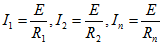 I₁ = E/R₁, I₂ = E/R₂, Iₙ = E/Rₙ